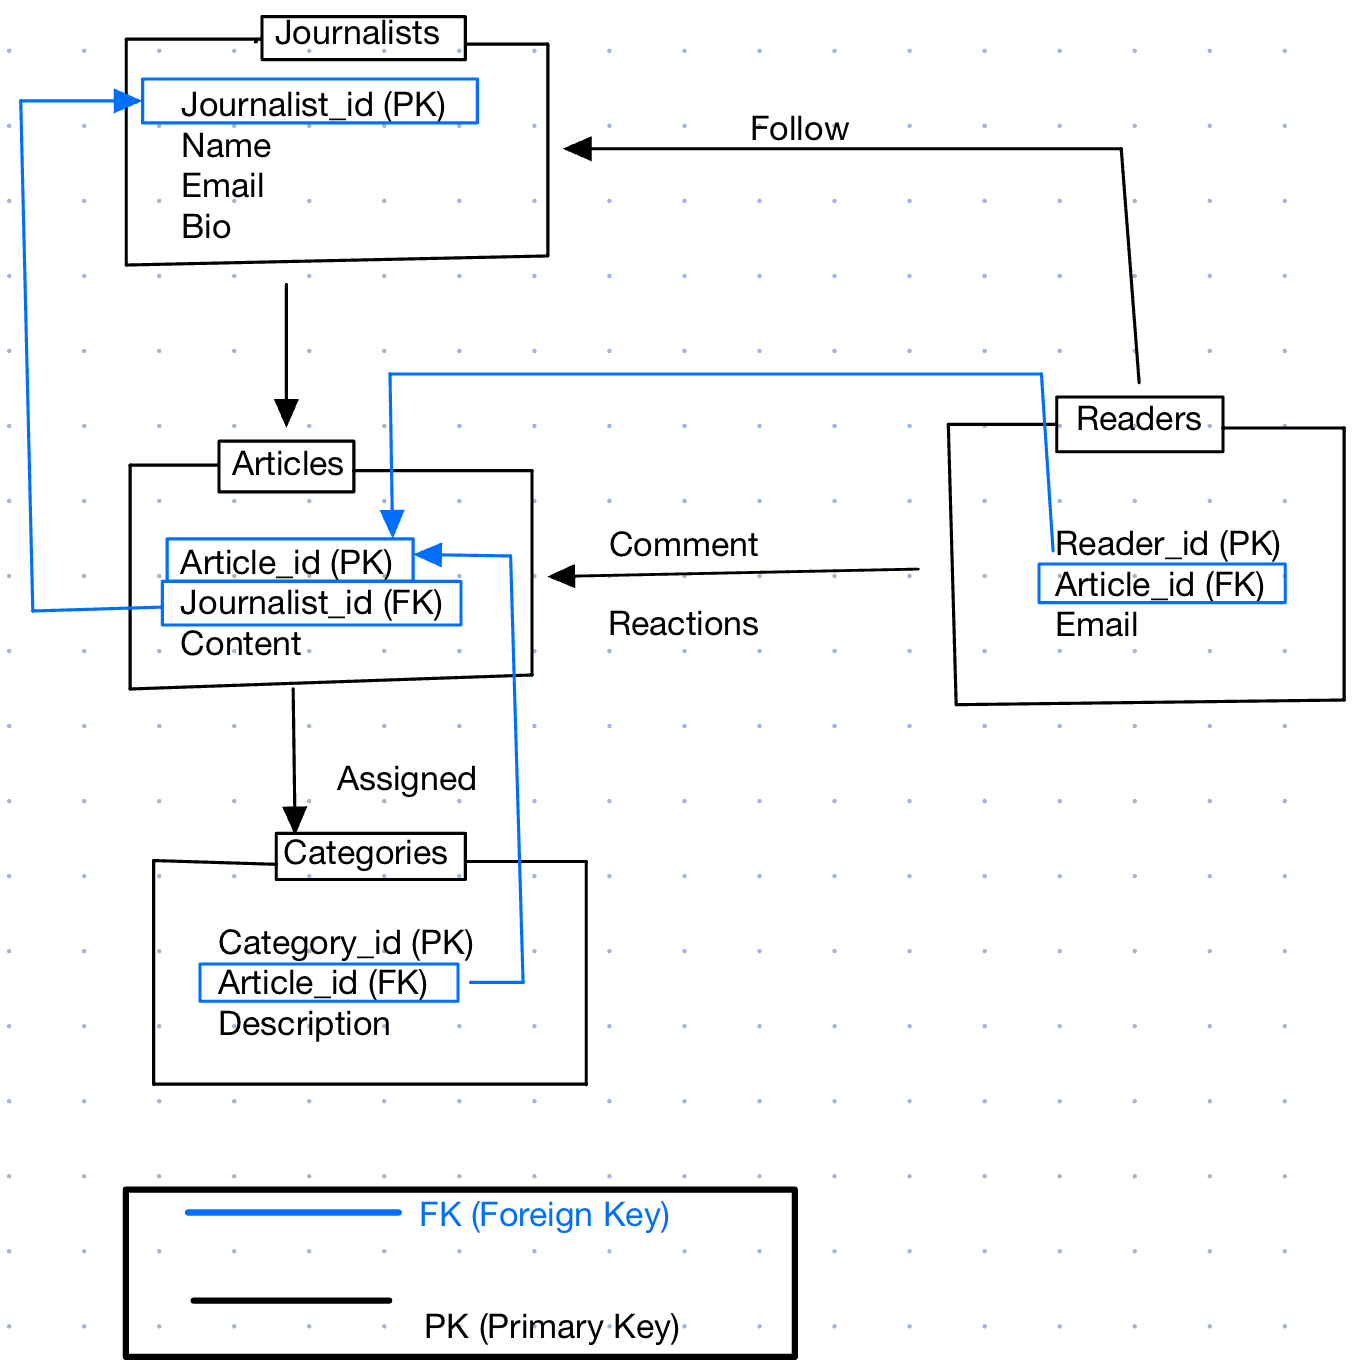 Journalists
Journalist_id (PK)
Name
Email
Bio
Follow
Readers
Reader_id (PK)
Article_id (FK)
Email
Articles
Article_id (PK)
Journalist_id (FK)
Content
Comment
Reactions
Assigned
Categories
Category_id (PK)
Article_id (FK)
Description
FK (Foreign Key)
PK (Primary Key)